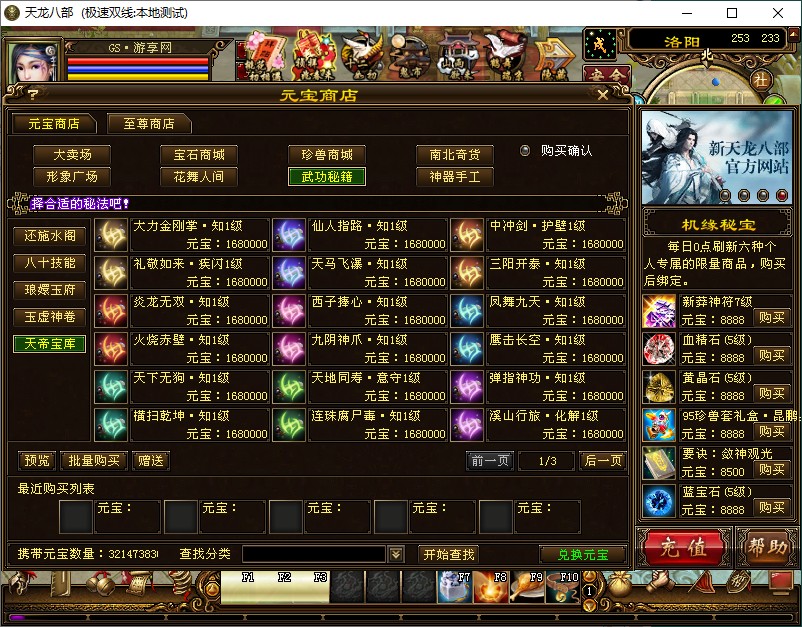 天龙八部 (极速双线:本地测试)
GS·游享网
洛阳 253 233
北
元宝商店
元宝商店 至尊商店
大卖场 宝石商城 珍兽商城 南北奇货 购买确认
形象广场 花舞人间 武功秘籍 神器手工
择合适的秘法吧!
还施水阁
八十技能
琅嬛玉府
玉虚神卷
天帝宝库
大力金刚掌·知1级 仙人指路·知1级 中冲剑·护壁1级
元宝:1680000 元宝:1680000 元宝:1680000
礼敬如来·疾闪1级 天马飞瀑·知1级 三阳开泰·知1级
元宝:1680000 元宝:1680000 元宝:1680000
炎龙无双·知1级 西子捧心·知1级 凤舞九天·知1级
元宝:1680000 元宝:1680000 元宝:1680000
火烧赤壁·知1级 九阴神爪·知1级 鹰击长空·知1级
元宝:1680000 元宝:1680000 元宝:1680000
天下无狗·知1级 天地同寿·意守1级 弹指神功·知1级
元宝:1680000 元宝:1680000 元宝:1680000
横扫乾坤·知1级 连珠腐尸毒·知1级 溪山行旅·化解1级
元宝:1680000 元宝:1680000 元宝:1680000
预览 批量购买 赠送 前一页 1/3 后一页
最近购买列表
元宝: 元宝: 元宝: 元宝: 元宝:
携带元宝数量:32147383 查找分类 开始查找 兑换元宝
社
新天龙八部
官方网站
机缘秘宝
每日0点刷新六种个
人专属的限量商品,购买
后绑定。
新莽神符7级
元宝:8888 购买
血精石(5级)
元宝:8888 购买
黄晶石(5级)
元宝:8888 购买
95珍兽套礼盒·昆鹏
元宝:8888 购买
要诀:敛神观光
元宝:8500 购买
蓝宝石(5级)
元宝:8888 购买
充值 帮助
F1 F2 F3 F7 F8 F9 F10 1